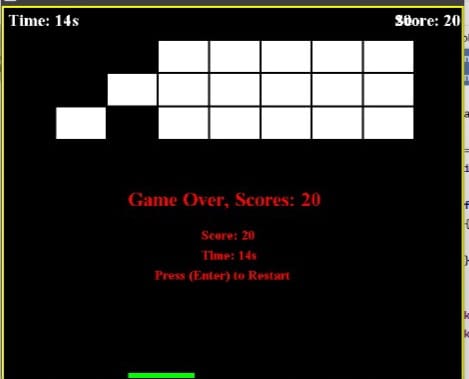 Time: 14s
Score: 20
Game Over, Scores: 20
Score: 20
Time: 14s
Press (Enter) to Restart